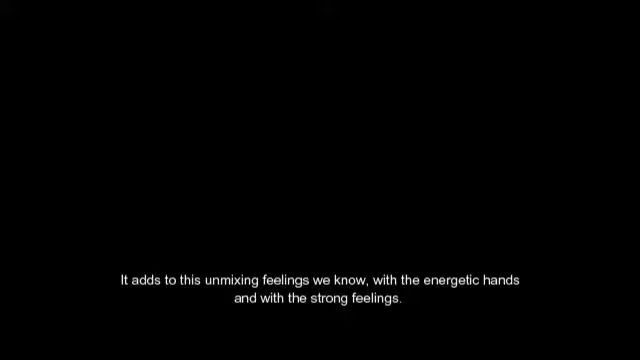 It adds to this unmixing feelings we know, with the energetic hands
and with the strong feelings.